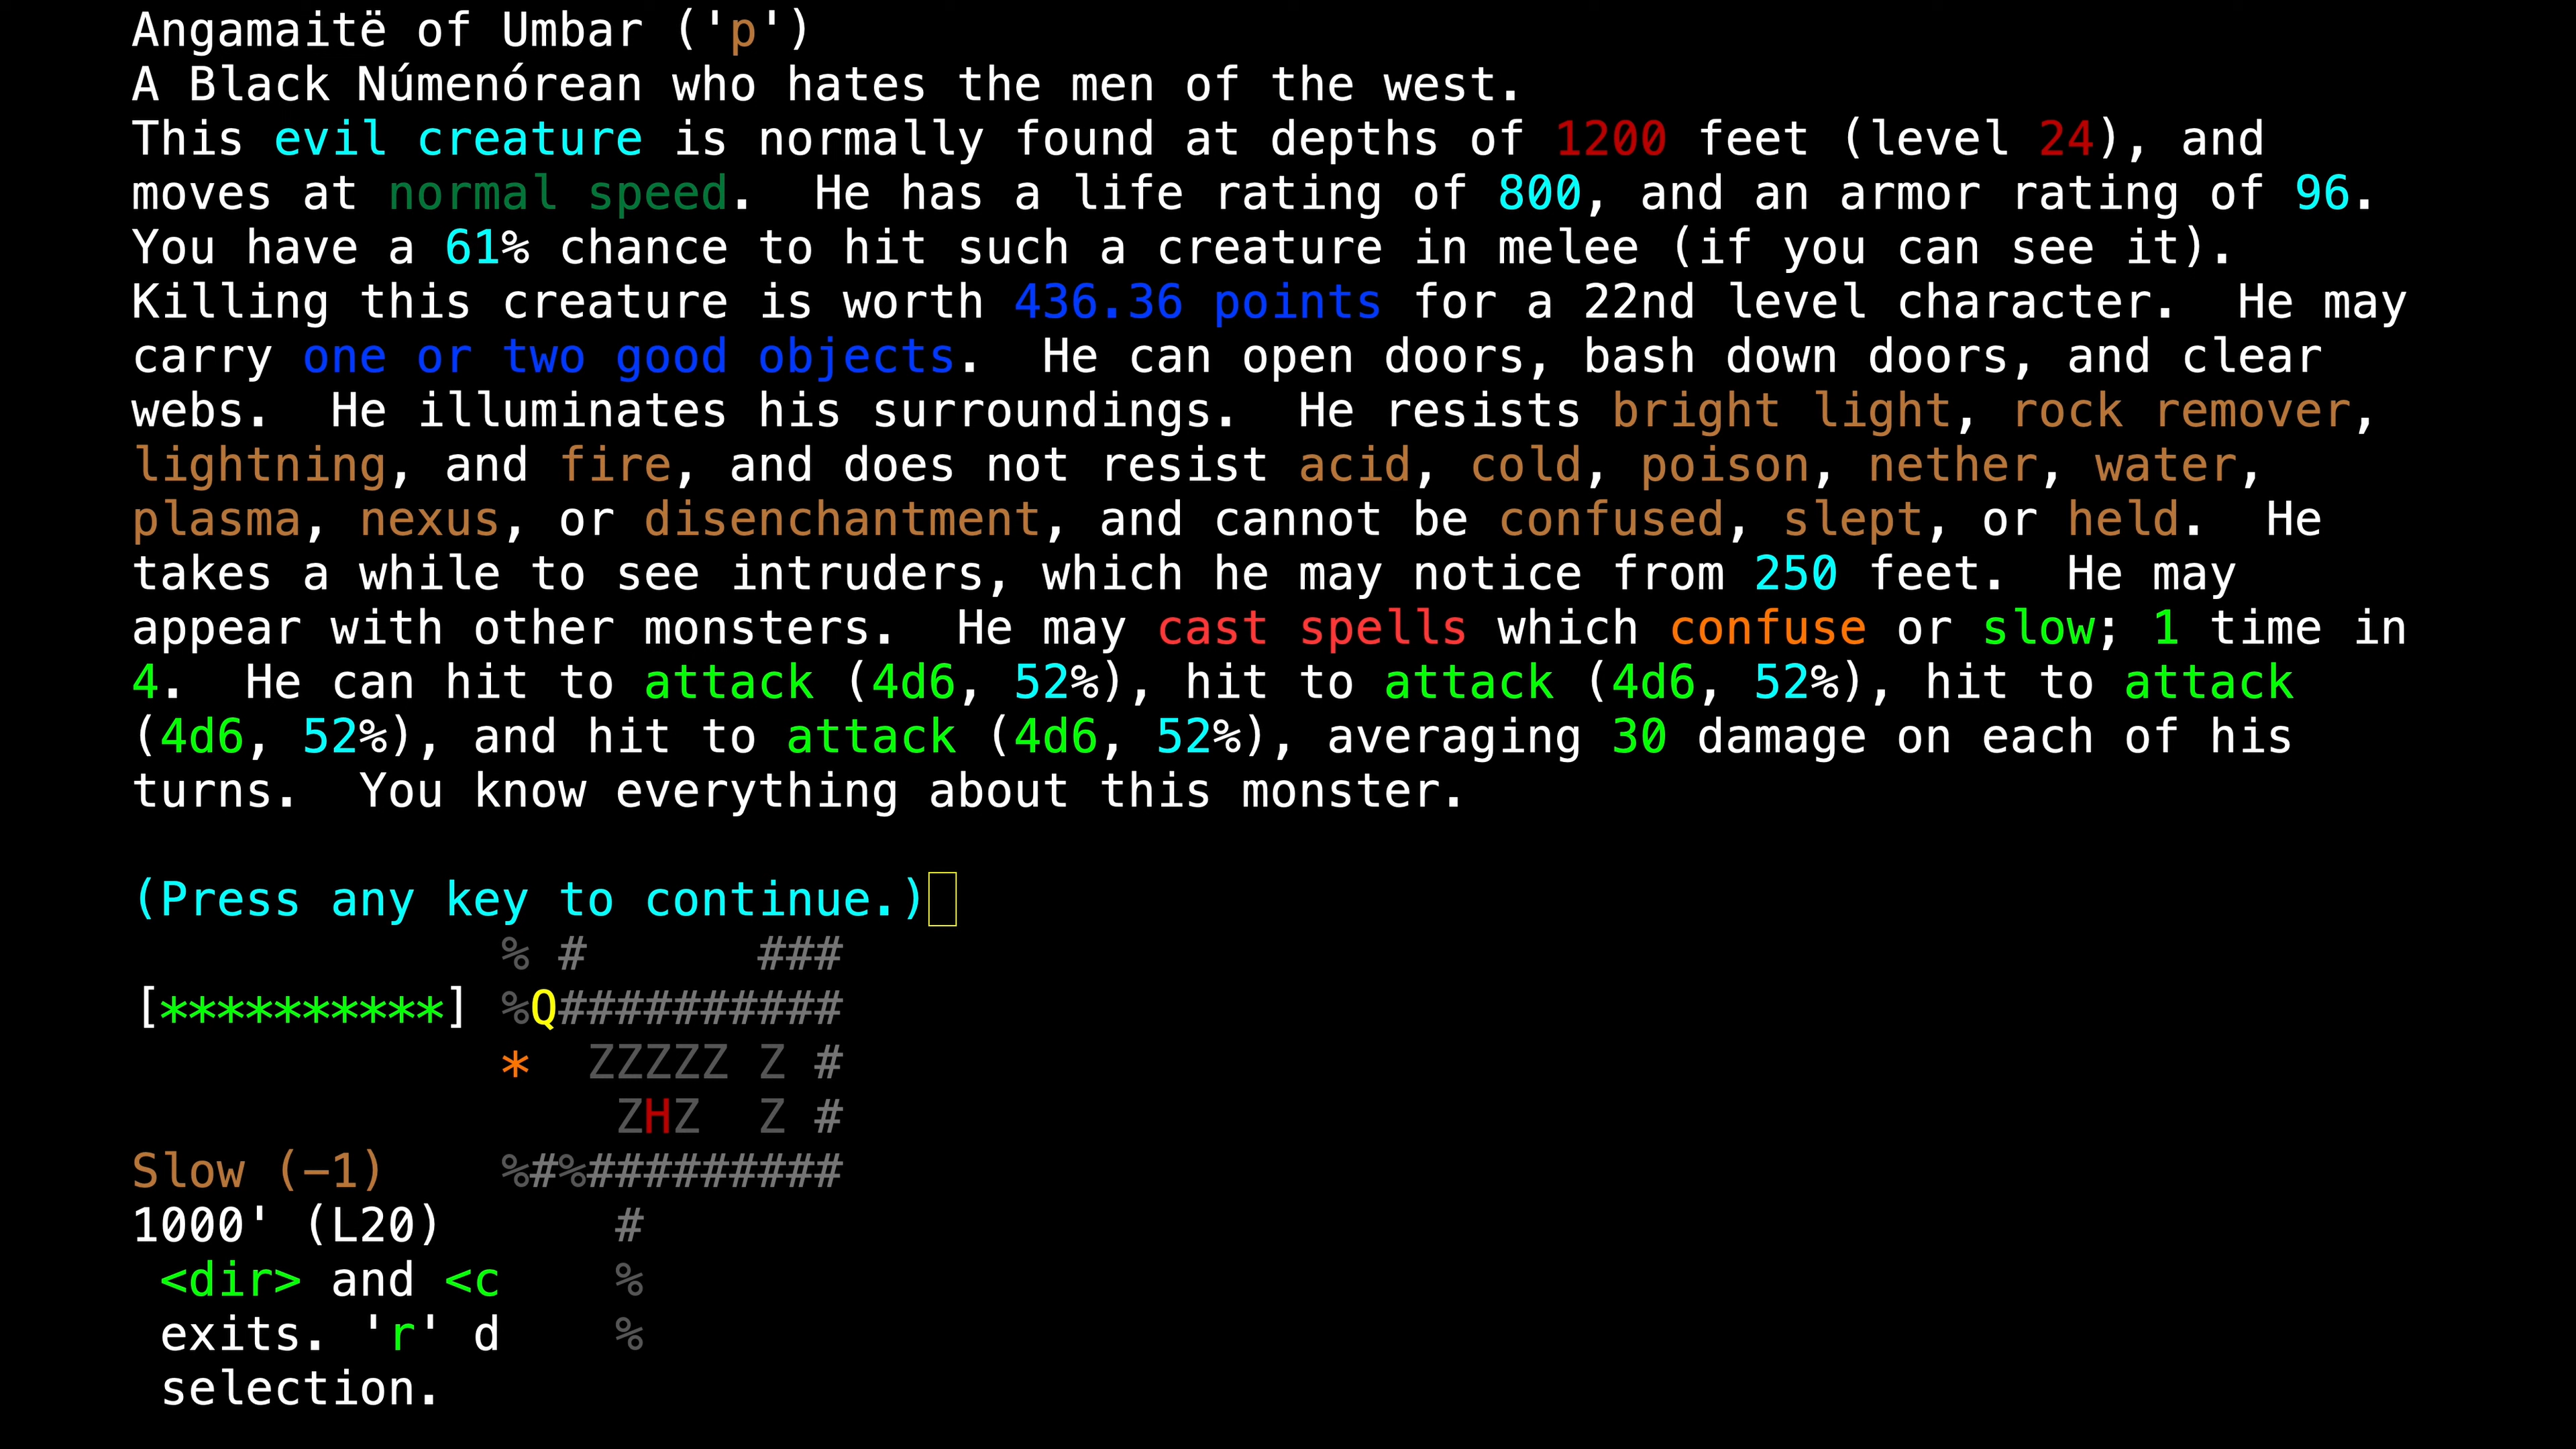 Angamaitë of Umbar ('p')
A Black Númenórean who hates the men of the west.
This evil creature is normally found at depths of 1200 feet (level 24), and
moves at normal speed.  He has a life rating of 800, and an armor rating of 96.
You have a 61% chance to hit such a creature in melee (if you can see it).
Killing this creature is worth 436.36 points for a 22nd level character.  He may
carry one or two good objects.  He can open doors, bash down doors, and clear
webs.  He illuminates his surroundings.  He resists bright light, rock remover,
lightning, and fire, and does not resist acid, cold, poison, nether, water,
plasma, nexus, or disenchantment, and cannot be confused, slept, or held.  He
takes a while to see intruders, which he may notice from 250 feet.  He may
appear with other monsters.  He may cast spells which confuse or slow; 1 time in
4.  He can hit to attack (4d6, 52%), hit to attack (4d6, 52%), hit to attack
(4d6, 52%), and hit to attack (4d6, 52%), averaging 30 damage on each of his
turns.  You know everything about this monster.
(Press any key to continue.)
% #      ###
[**********] %Q##########
*  ZZZZZ Z #
ZHZ  Z #
Slow (-1)    %#%#########
1000' (L20)      #
<dir> and <c    %
exits. 'r' d    %
selection.